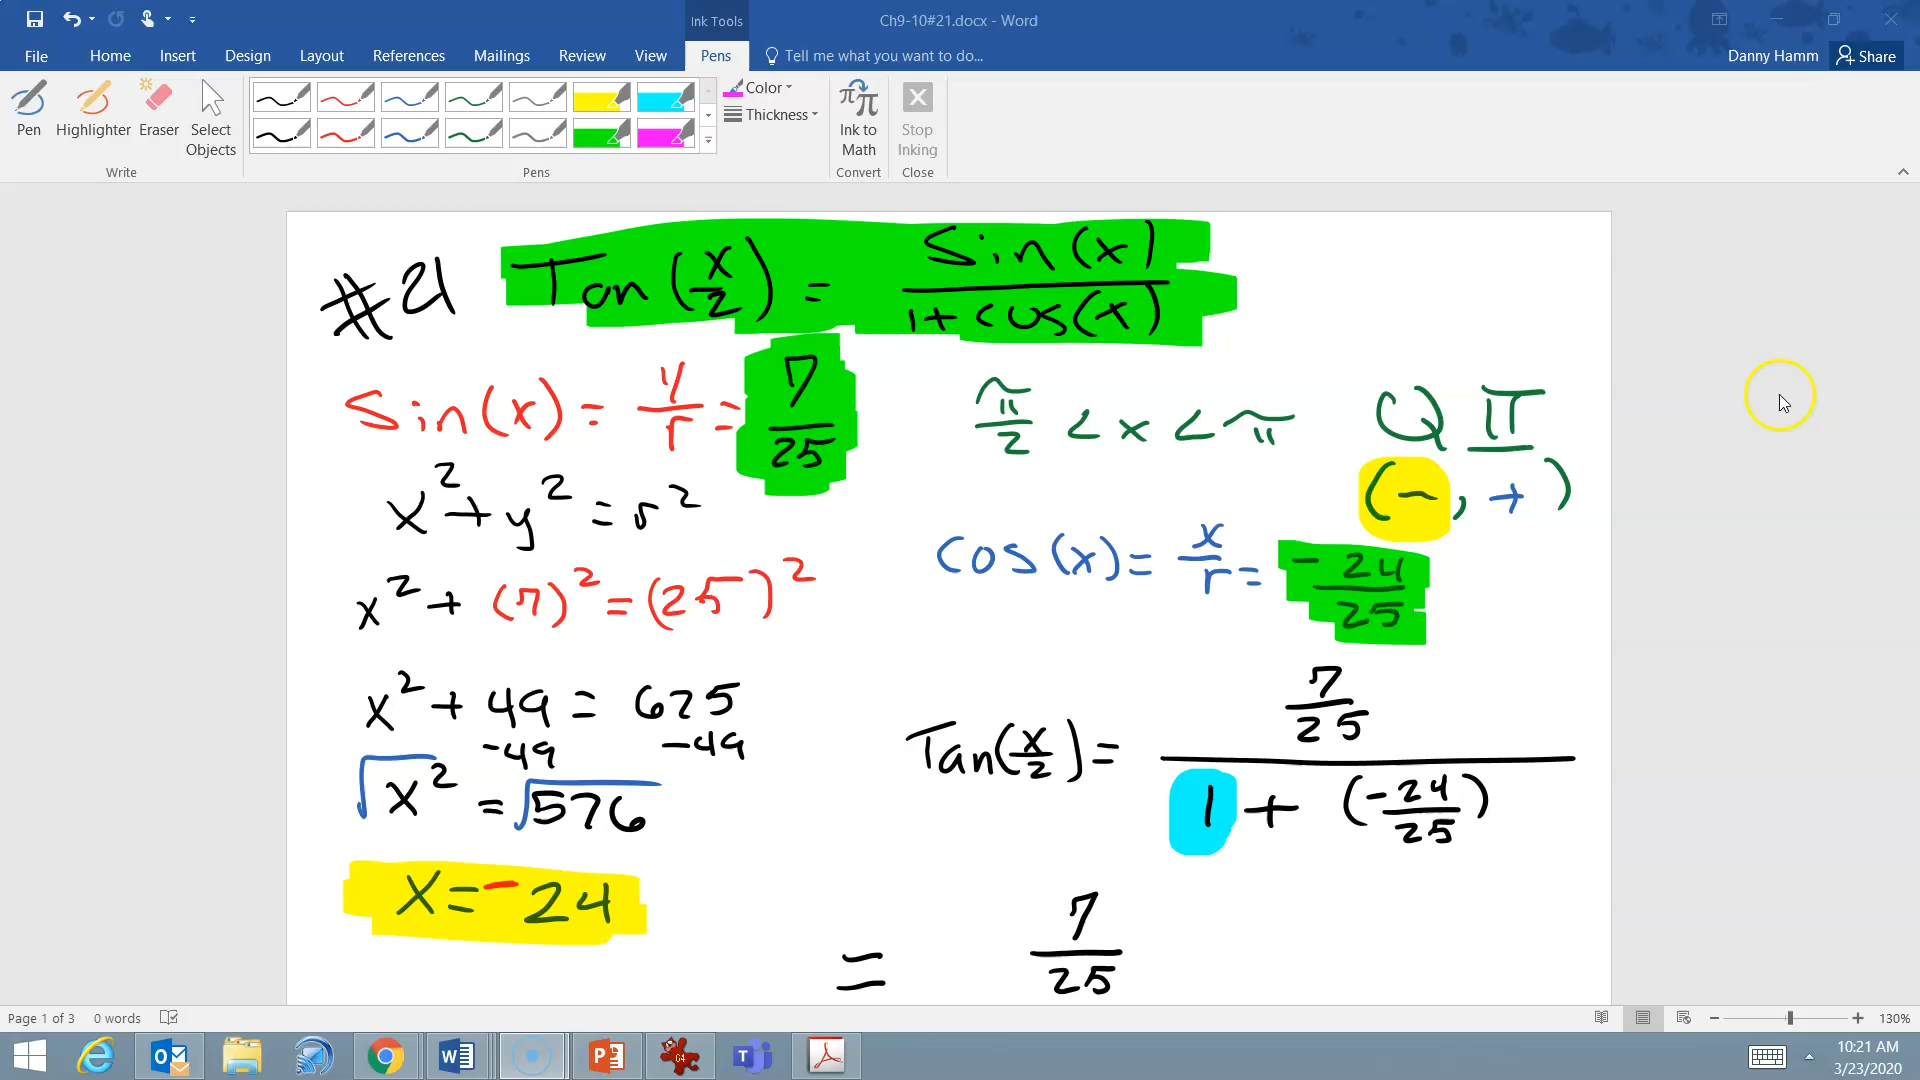 Ink Tools
Ch9-10#21.docx - Word
File Home Insert Design Layout References Mailings Review View Pens Tell me what you want to do... Danny Hamm Share
Pen Highlighter Eraser Select Objects
Color
Thickness
Ink to Math
Stop Inking
Write Pens Convert Close
#21 Tan(x/2) = Sin(x)/(1+cos(x))
Sin(x) = y/r = 7/25
π/2 < x < π Q II
(-, +)
x² + y² = r²
cos(x) = x/r = -24/25
x² + (7)² = (25)²
x² + 49 = 625
-49 -49
√x² = √576
x = -24
Tan(x/2) = (7/25)/(1 + (-24/25))
= 7/25
Page 1 of 3 0 words 130%
G4
10:21 AM
3/23/2020